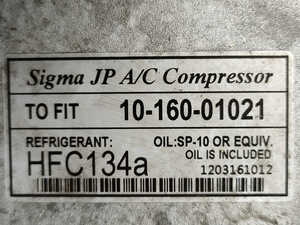 Sigma JP A/C Compressor
TO FIT 10-160-01021
REFRIGERANT: OIL:SP-10 OR EQUIV.
HFC134a OIL IS INCLUDED
1203161012